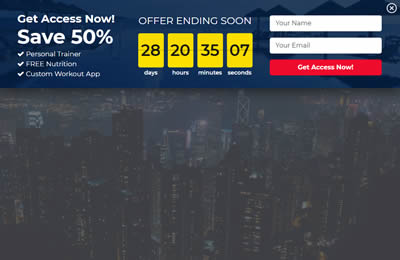 Get Access Now!
Save 50%
Personal Trainer
FREE Nutrition
Custom Workout App
OFFER ENDING SOON
28 20 35 07
days hours minutes seconds
Your Name
Your Email
Get Access Now!